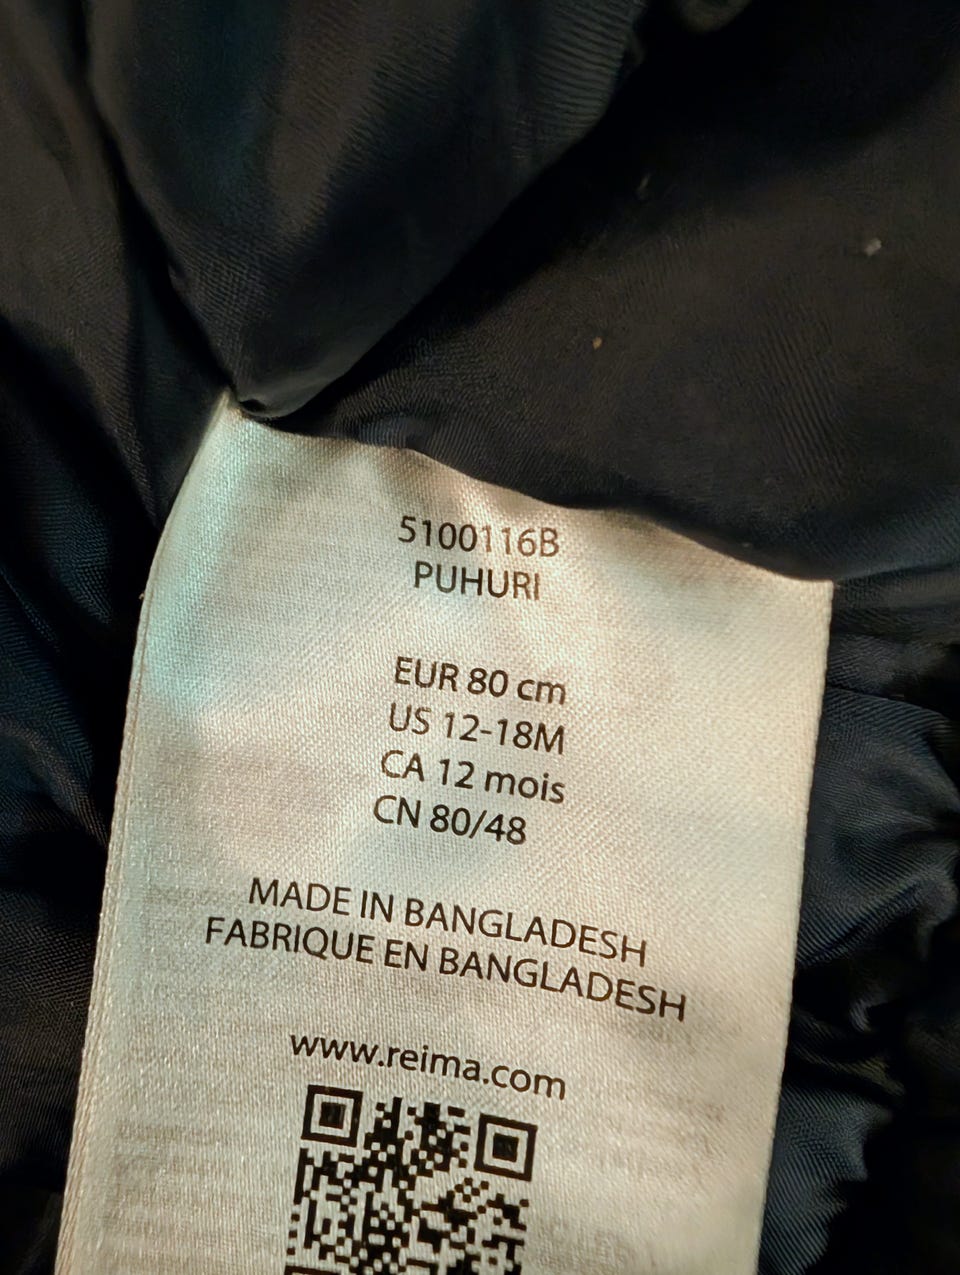 5100116B
PUHURI
EUR 80 cm
US 12-18M
CA 12 mois
CN 80/48
MADE IN BANGLADESH
FABRIQUE EN BANGLADESH
www.reima.com